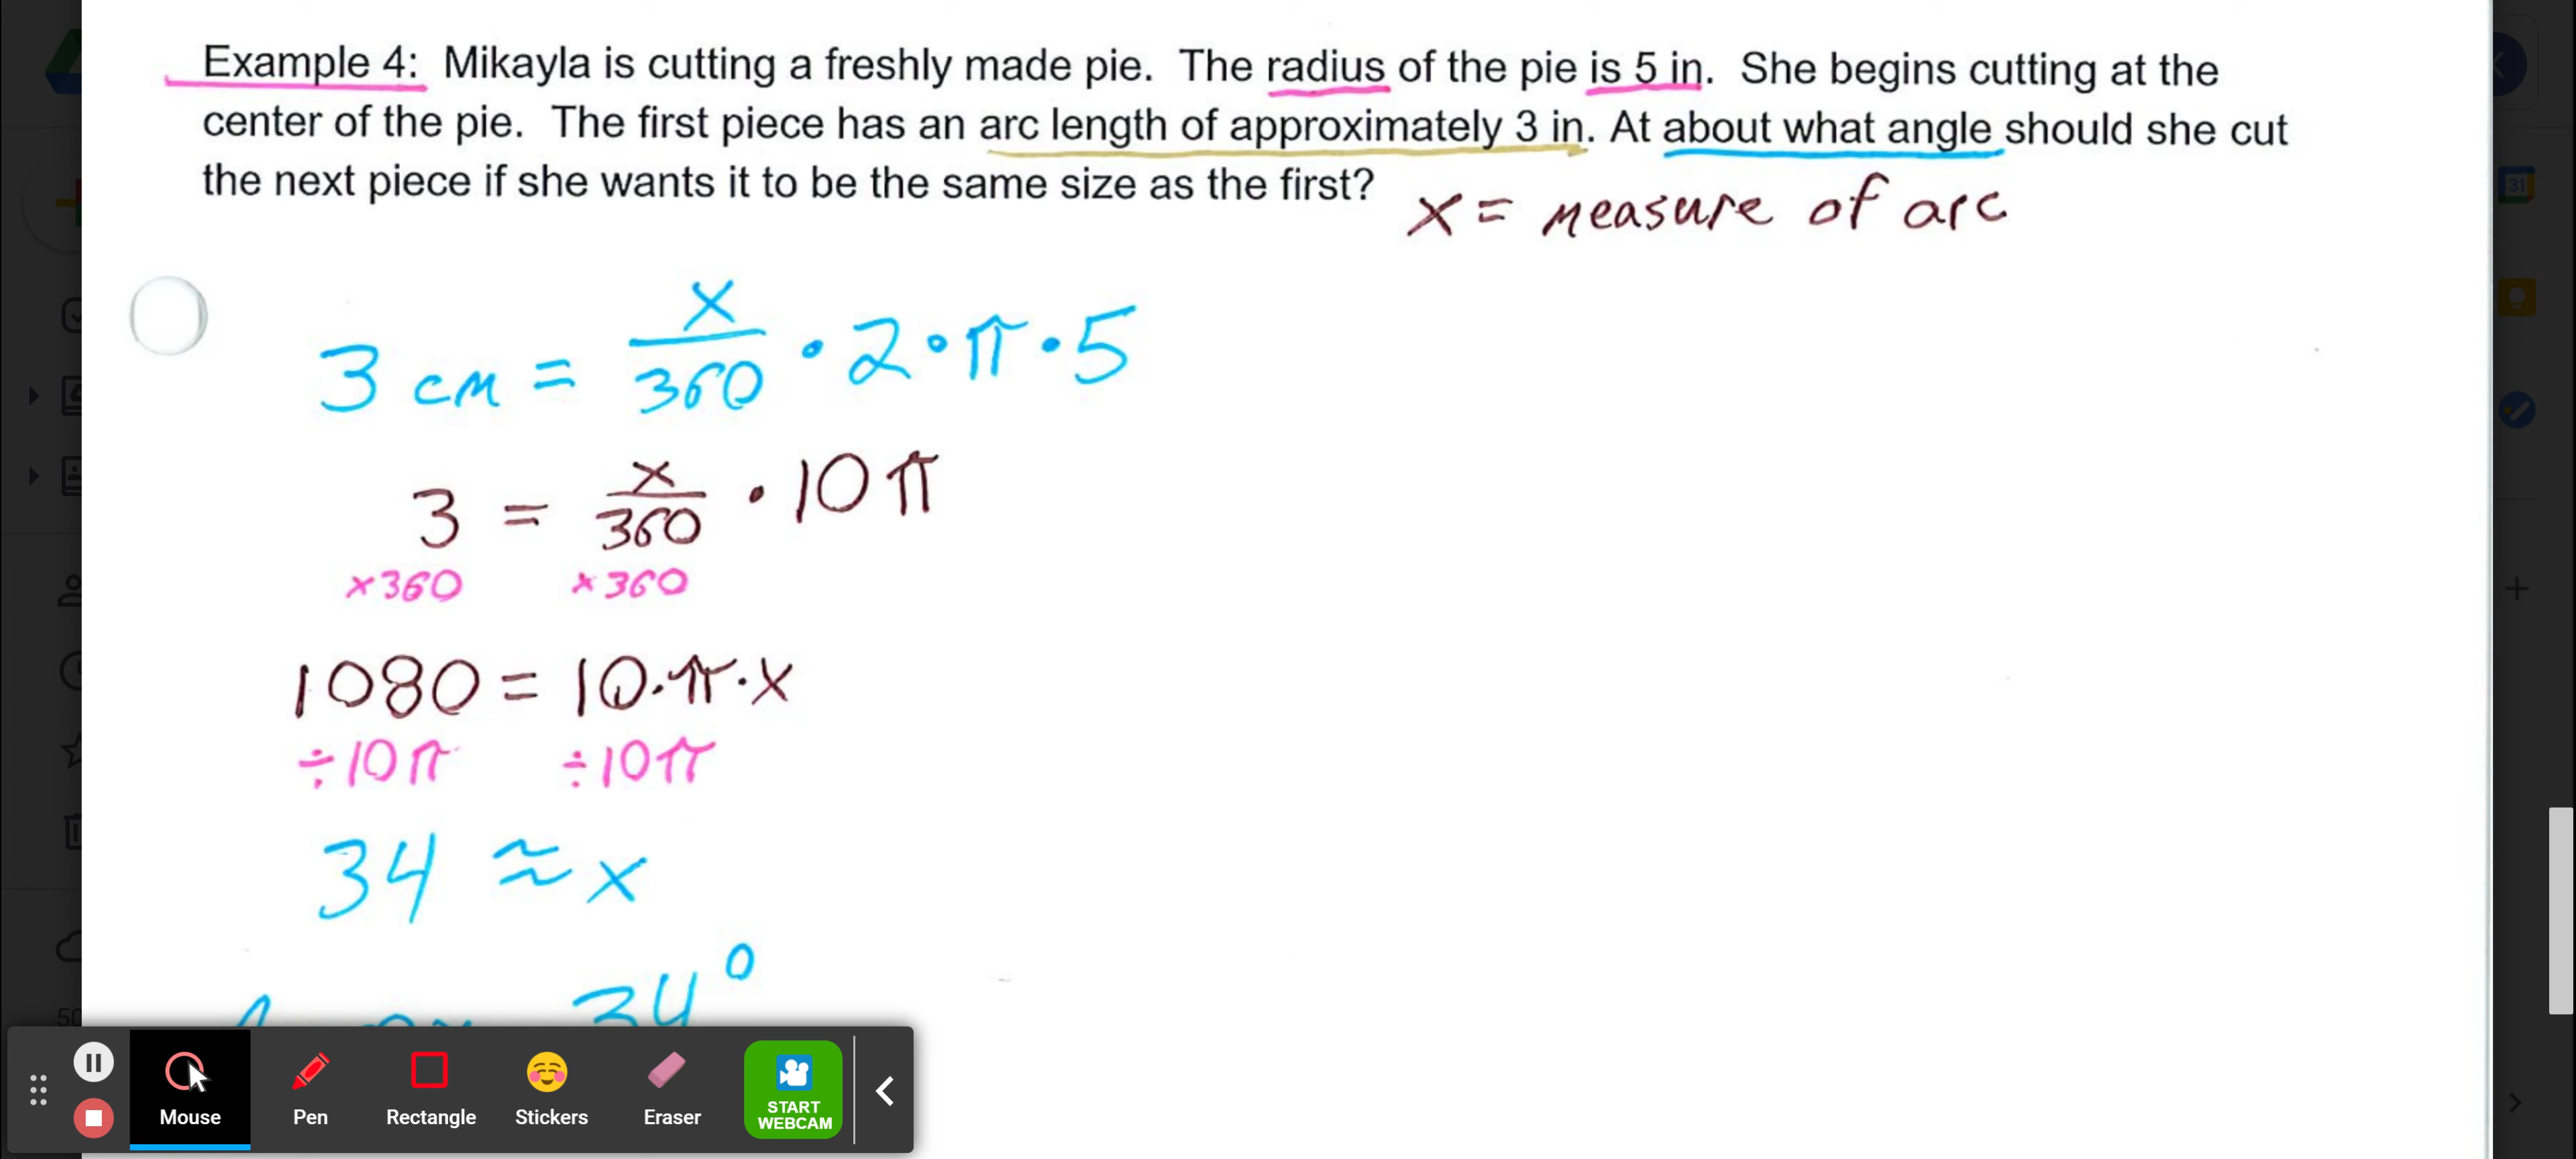 Example 4: Mikayla is cutting a freshly made pie. The radius of the pie is 5 in. She begins cutting at the
center of the pie. The first piece has an arc length of approximately 3 in. At about what angle should she cut
the next piece if she wants it to be the same size as the first?
x = measure of arc
3 cm = x/360 · 2 · π · 5
3 = x/360 · 10π
×360 ×360
1080 = 10·π·x
÷10π ÷10π
34 ≈ x
34°
31
Mouse
Pen
Rectangle
Stickers
Eraser
START
WEBCAM